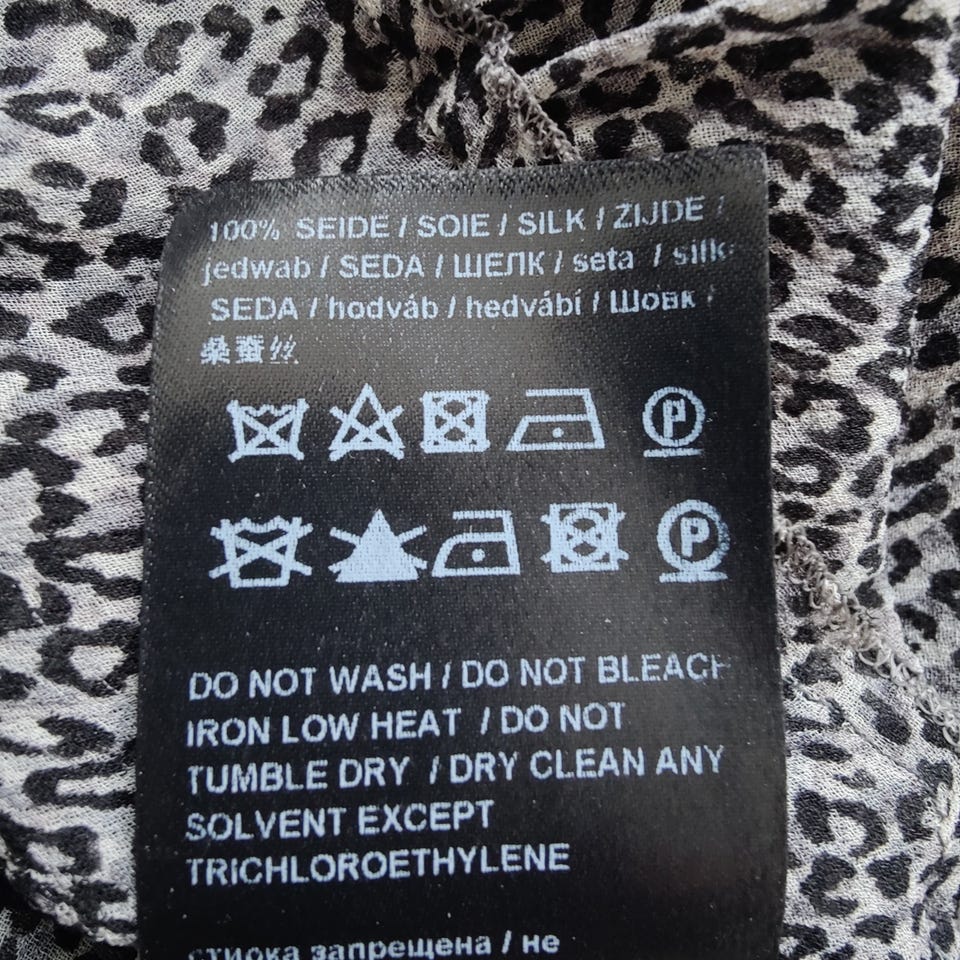 100% SEIDE / SOIE / SILK / ZIJDE /
jedwab / SEDA / ШЕЛК / seta / silk
SEDA / hodváb / hedvábí / Шовк /
桑蚕丝
P
P
DO NOT WASH / DO NOT BLEACH
IRON LOW HEAT / DO NOT
TUMBLE DRY / DRY CLEAN ANY
SOLVENT EXCEPT
TRICHLOROETHYLENE
стирка запрещена / не